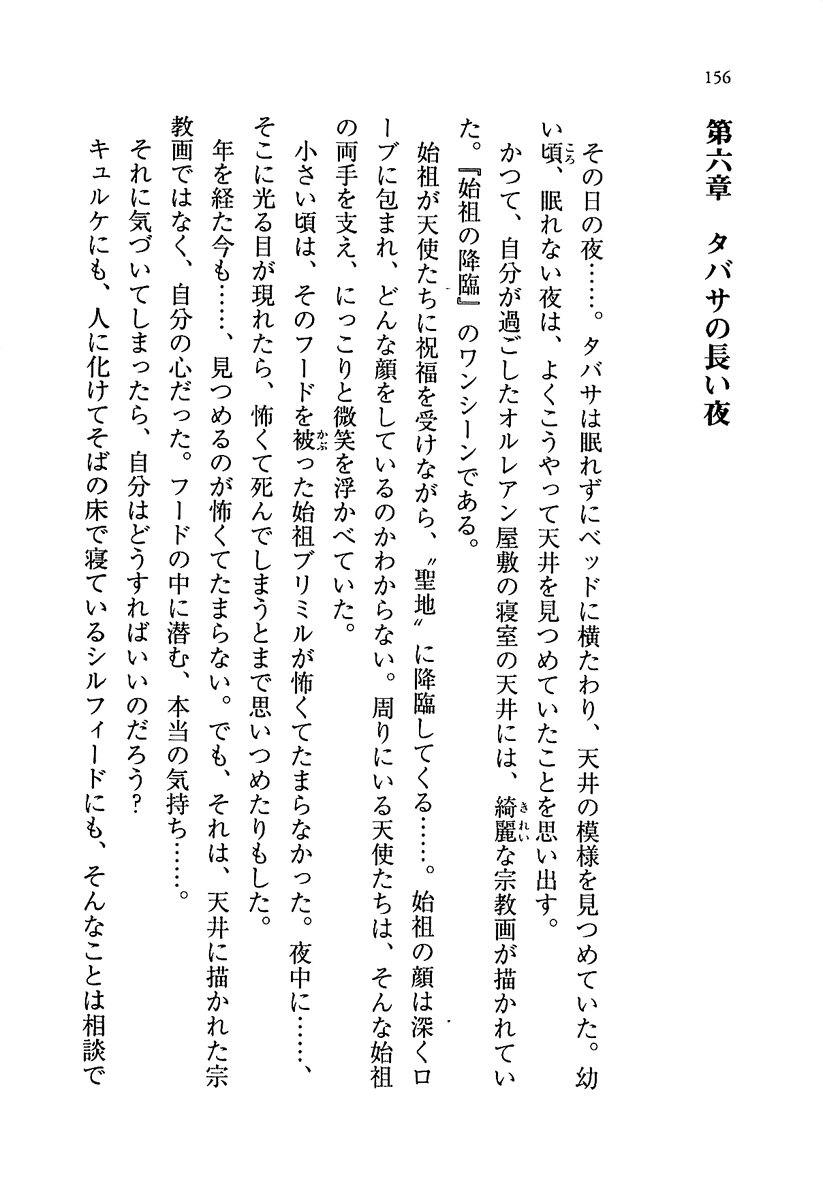 156
第六章　タバサの長い夜
その日の夜……。タバサは眠れずにベッドに横たわり、天井の模様を見つめていた。幼
い頃、眠れない夜は、よくこうやって天井を見つめていたことを思い出す。
かつて、自分が過ごしたオルレアン屋敷の寝室の天井には、綺麗な宗教画が描かれてい
た。『始祖の降臨』のワンシーンである。
始祖が天使たちに祝福を受けながら、〝聖地〟に降臨してくる……。始祖の顔は深くロ
ーブに包まれ、どんな顔をしているのかわからない。周りにいる天使たちは、そんな始祖
の両手を支え、にっこりと微笑を浮かべていた。
小さい頃は、そのフードを被った始祖ブリミルが怖くてたまらなかった。夜中に……、
そこに光る目が現れたら、怖くて死んでしまうとまで思いつめたりもした。
年を経た今も……、見つめるのが怖くてたまらない。でも、それは、天井に描かれた宗
教画ではなく、自分の心だった。フードの中に潜む、本当の気持ち……。
それに気づいてしまったら、自分はどうすればいいのだろう？
キュルケにも、人に化けてそばの床で寝ているシルフィードにも、そんなことは相談で